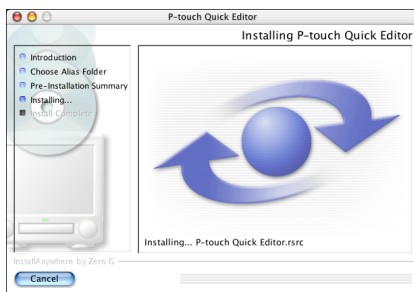 P-touch Quick Editor
Installing P-touch Quick Editor
Introduction
Choose Alias Folder
Pre-Installation Summary
Installing...
Install Complete
Installing... P-touch Quick Editor.rsrc
InstallAnywhere by Zero G
Cancel